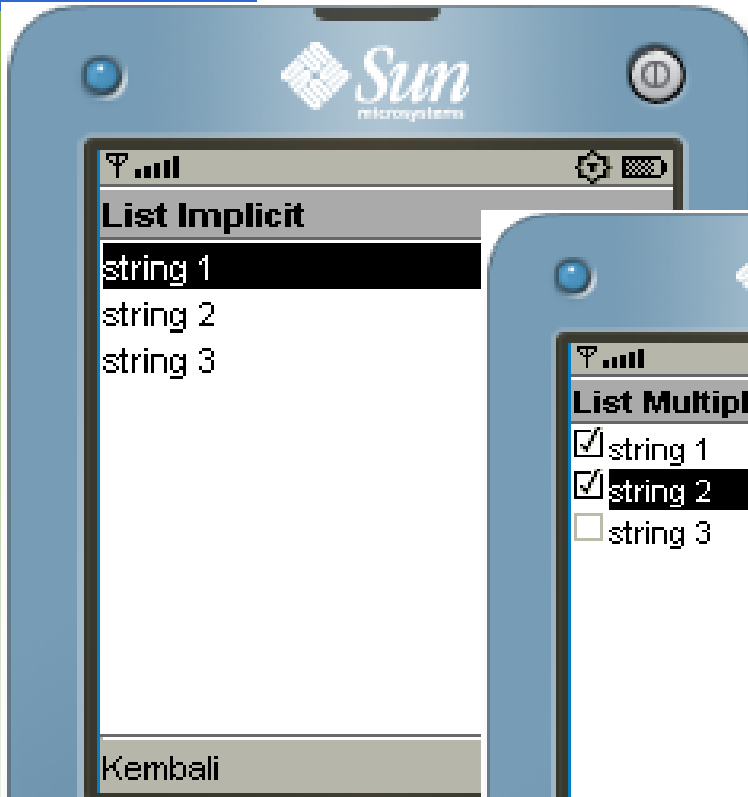 Sun
microsystems
List Implicit
string 1
string 2
string 3
Kembali
List Multipl
string 1
string 2
string 3